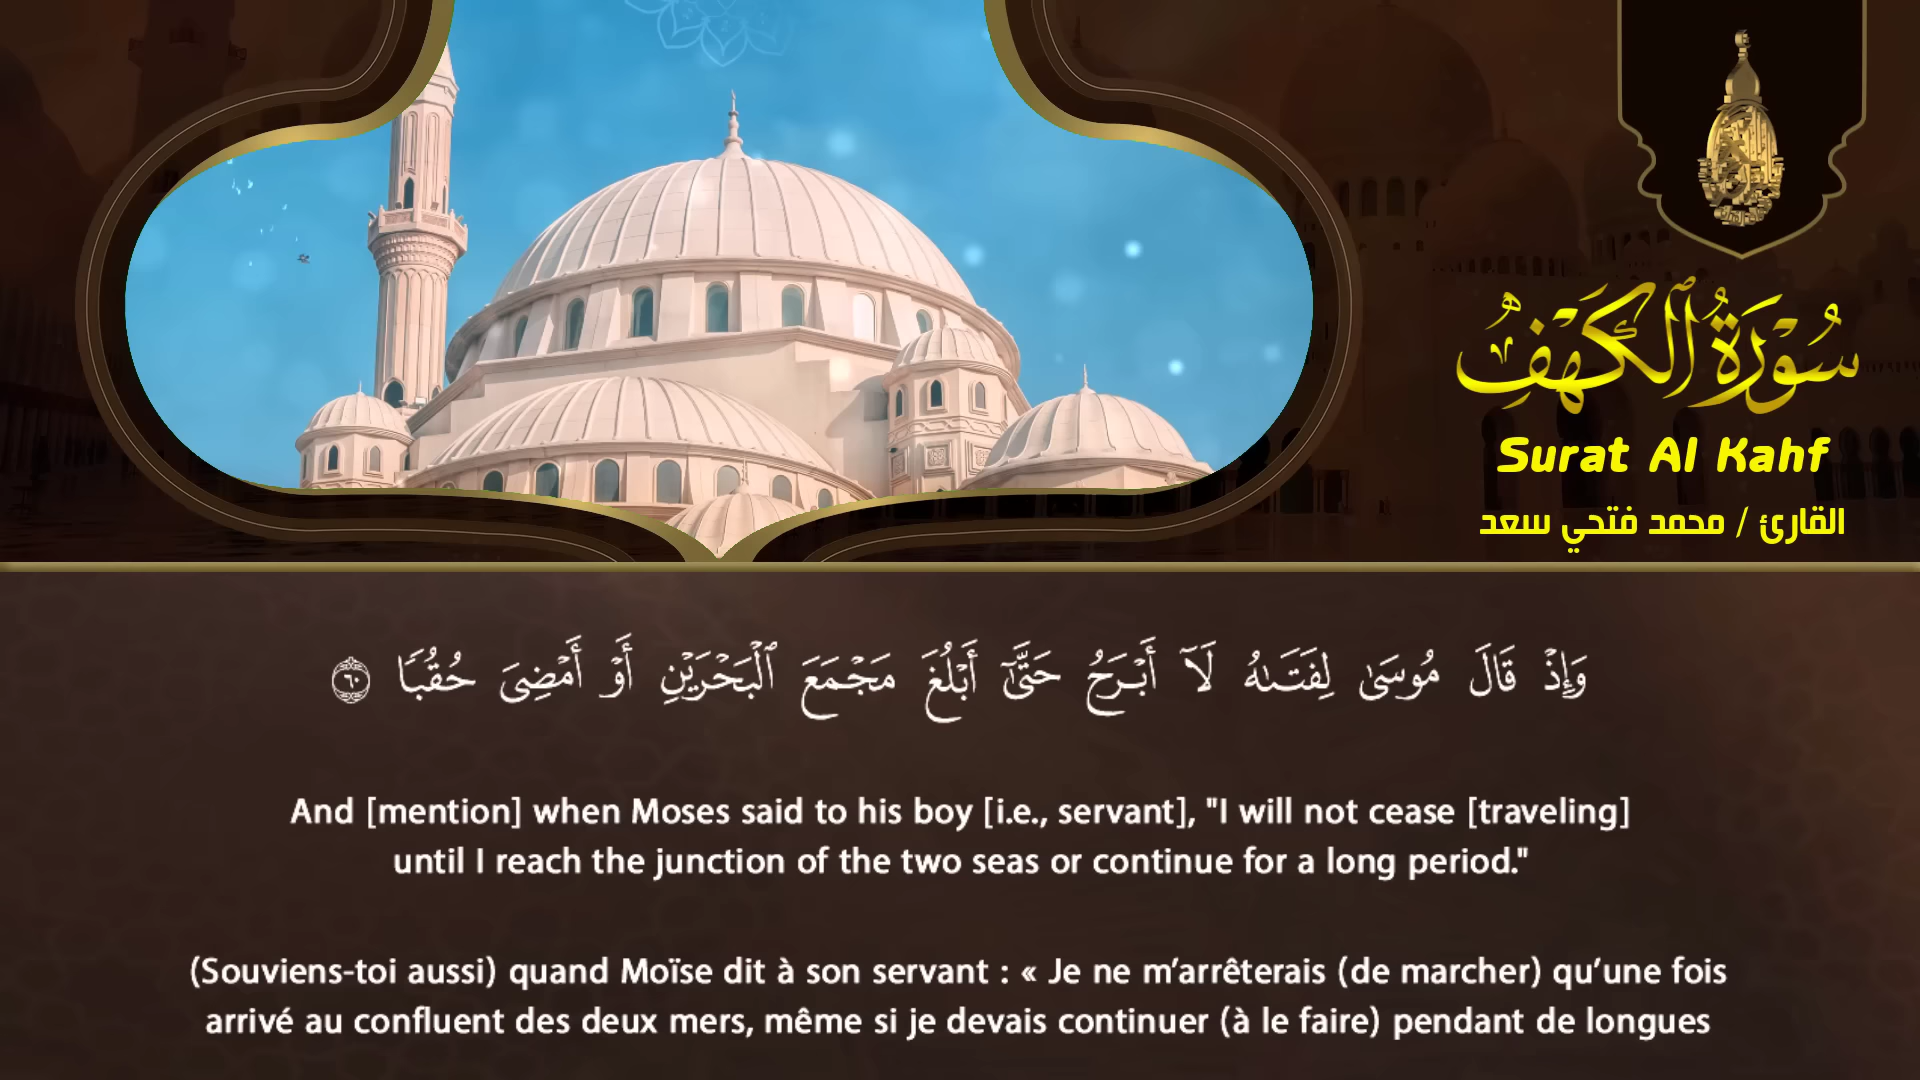 سُورَةُ ٱلْكَهْفِ
Surat Al Kahf
القارئ / محمد فتحي سعد
وَإِذْ قَالَ مُوسَىٰ لِفَتَىٰهُ لَآ أَبْرَحُ حَتَّىٰٓ أَبْلُغَ مَجْمَعَ ٱلْبَحْرَيْنِ أَوْ أَمْضِىَ حُقُبًا ٦٠
And [mention] when Moses said to his boy [i.e., servant], "I will not cease [traveling]
until I reach the junction of the two seas or continue for a long period."
(Souviens-toi aussi) quand Moïse dit à son servant : « Je ne m’arrêterais (de marcher) qu’une fois
arrivé au confluent des deux mers, même si je devais continuer (à le faire) pendant de longues